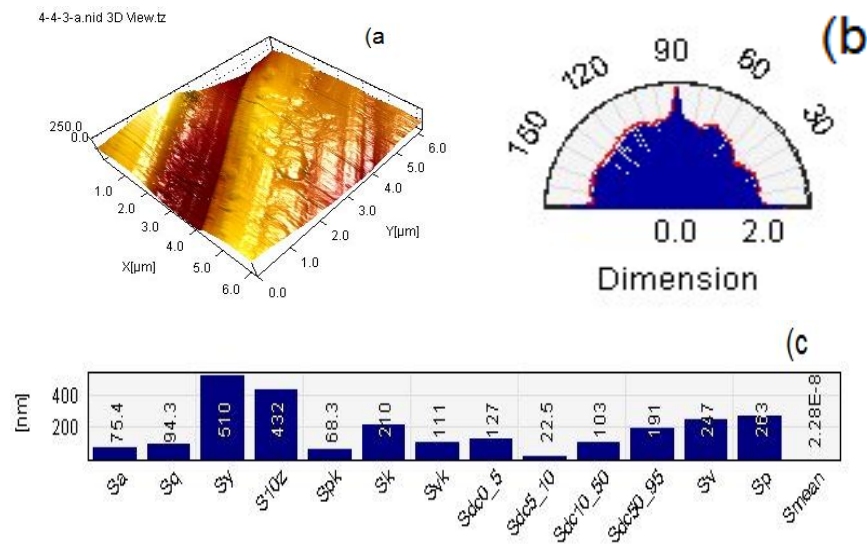 4-4-3-a.nid 3D View.tz
(a
250.0
0.0
1.0
2.0
3.0
4.0
5.0
6.0
X[µm]
0.0
1.0
2.0
3.0
4.0
5.0
6.0
Y[µm]
(b
150 120 90 60 30
0.0 2.0
Dimension
(c
[nm]
400
200
75.4 94.3 510 432 68.3 210 111 127 22.5 103 191 247 263 2.28E-8
Sa Sq Sy S10z Spk Sk Svk Sdc0_5 Sdc5_10 Sdc10_50 Sdc50_95 Sv Sp Smean